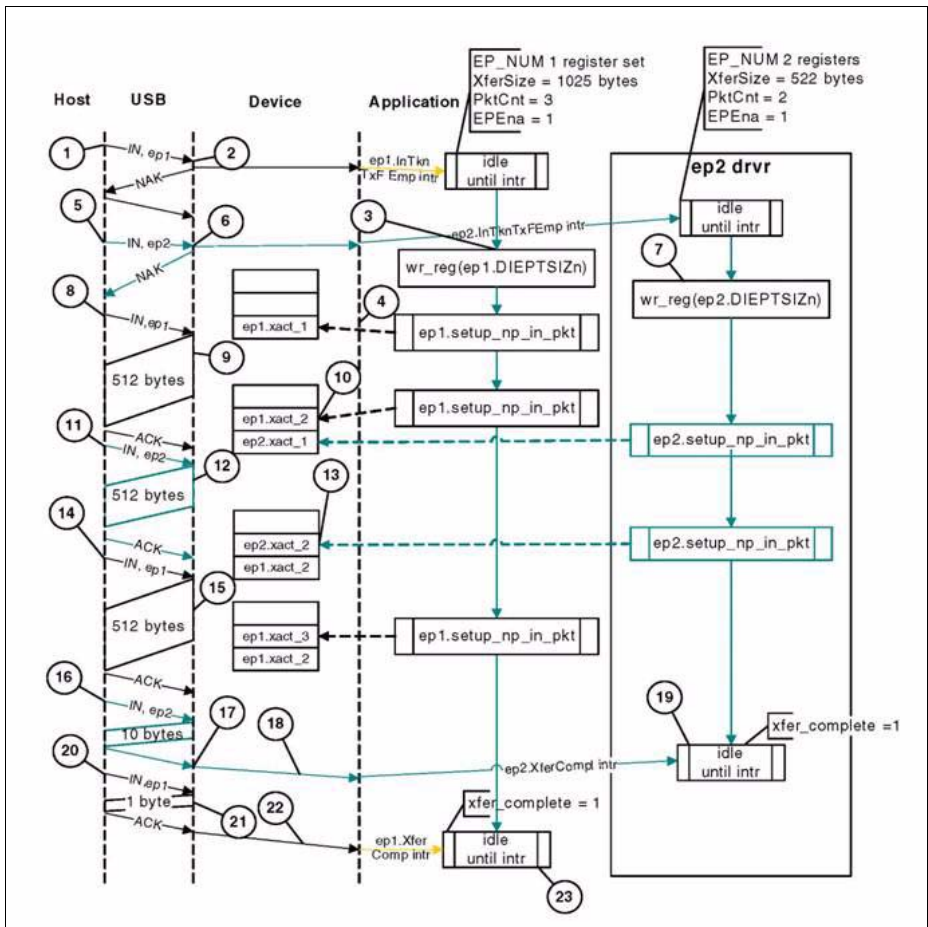 EP_NUM 1 register set
XferSize = 1025 bytes
PktCnt = 3
EPEna = 1
EP_NUM 2 registers
XferSize = 522 bytes
PktCnt = 2
EPEna = 1
Host
USB
Device
Application
1
IN, ep1
2
ep1.InTkn
TxF Emp intr
idle
until intr
ep2 drvr
NAK
5
6
3
idle
until intr
IN, ep2
ep2.InTknTxFEmp intr
7
NAK
wr_reg(ep1.DIEPTSIZn)
wr_reg(ep2.DIEPTSIZn)
8
4
IN,ep1
ep1.xact_1
ep1.setup_np_in_pkt
9
512 bytes
10
ep1.xact_2
ep1.setup_np_in_pkt
11
ACK
ep2.xact_1
ep2.setup_np_in_pkt
IN, ep2
12
512 bytes
13
14
ACK
ep2.xact_2
ep2.setup_np_in_pkt
IN, ep1
ep1.xact_2
15
512 bytes
ep1.xact_3
ep1.setup_np_in_pkt
ep1.xact_2
16
ACK
IN, ep2
17
18
19
xfer_complete =1
10 bytes
20
ep2.XferCompl intr
idle
until intr
IN,ep1
1 byte
21
22
xfer_complete = 1
ACK
ep1.Xfer
Comp intr
idle
until intr
23